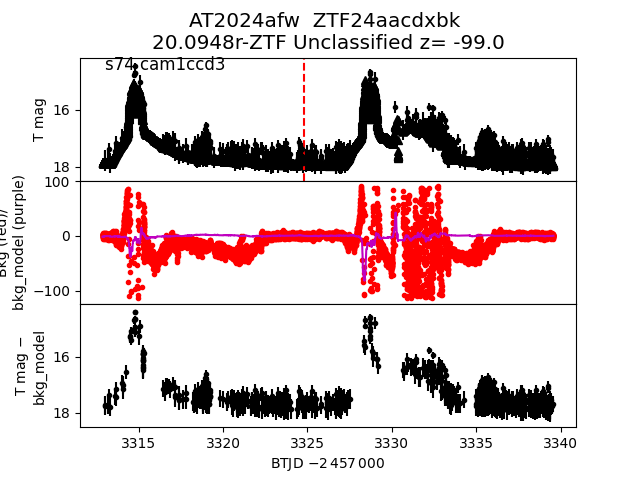 AT2024afw  ZTF24aacdxbk
20.0948r-ZTF Unclassified z= -99.0
s74 cam1ccd3
T mag
16
18
Bkg (red)/
bkg_model (purple)
100
0
−100
T mag −
bkg_model
16
18
3315 3320 3325 3330 3335 3340
BTJD −2 457 000